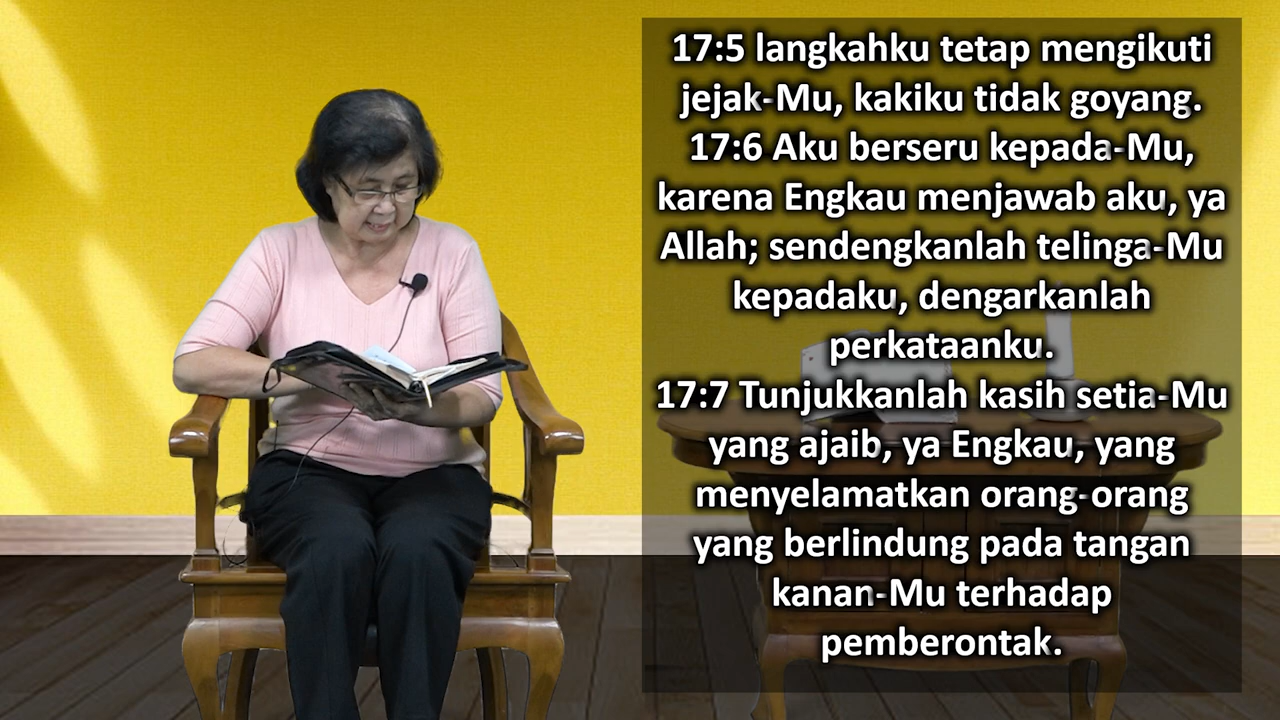 17:5 langkahku tetap mengikuti
jejak-Mu, kakiku tidak goyang.
17:6 Aku berseru kepada-Mu,
karena Engkau menjawab aku, ya
Allah; sendengkanlah telinga-Mu
kepadaku, dengarkanlah
perkataanku.
17:7 Tunjukkanlah kasih setia-Mu
yang ajaib, ya Engkau, yang
menyelamatkan orang-orang
yang berlindung pada tangan
kanan-Mu terhadap
pemberontak.